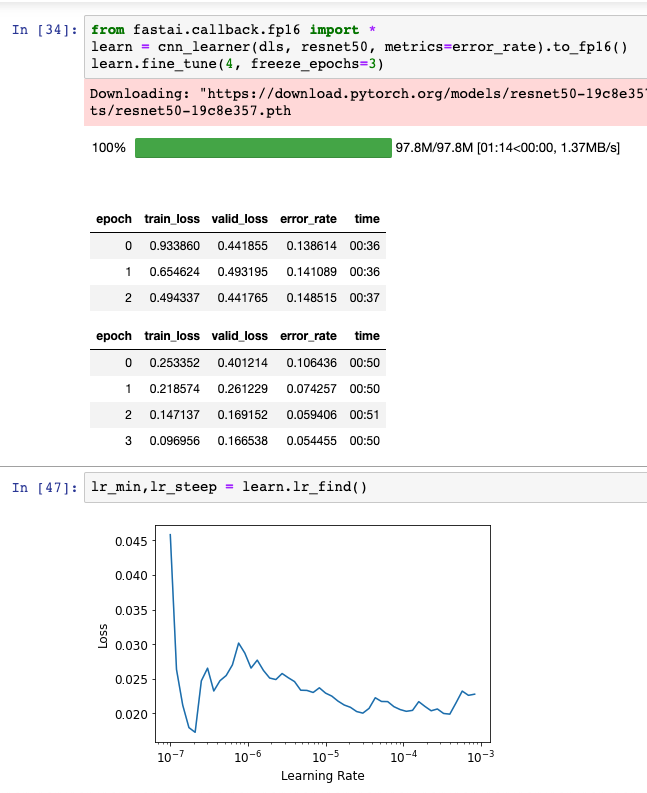 In [34]: from fastai.callback.fp16 import *
learn = cnn_learner(dls, resnet50, metrics=error_rate).to_fp16()
learn.fine_tune(4, freeze_epochs=3)
Downloading: "https://download.pytorch.org/models/resnet50-19c8e35
ts/resnet50-19c8e357.pth
100% 97.8M/97.8M [01:14<00:00, 1.37MB/s]
epoch train_loss valid_loss error_rate time
0 0.933860 0.441855 0.138614 00:36
1 0.654624 0.493195 0.141089 00:36
2 0.494337 0.441765 0.148515 00:37
epoch train_loss valid_loss error_rate time
0 0.253352 0.401214 0.106436 00:50
1 0.218574 0.261229 0.074257 00:50
2 0.147137 0.169152 0.059406 00:51
3 0.096956 0.166538 0.054455 00:50
In [47]: lr_min,lr_steep = learn.lr_find()
0.045
0.040
0.035
0.030
0.025
0.020
Loss
10⁻⁷ 10⁻⁶ 10⁻⁵ 10⁻⁴ 10⁻³
Learning Rate